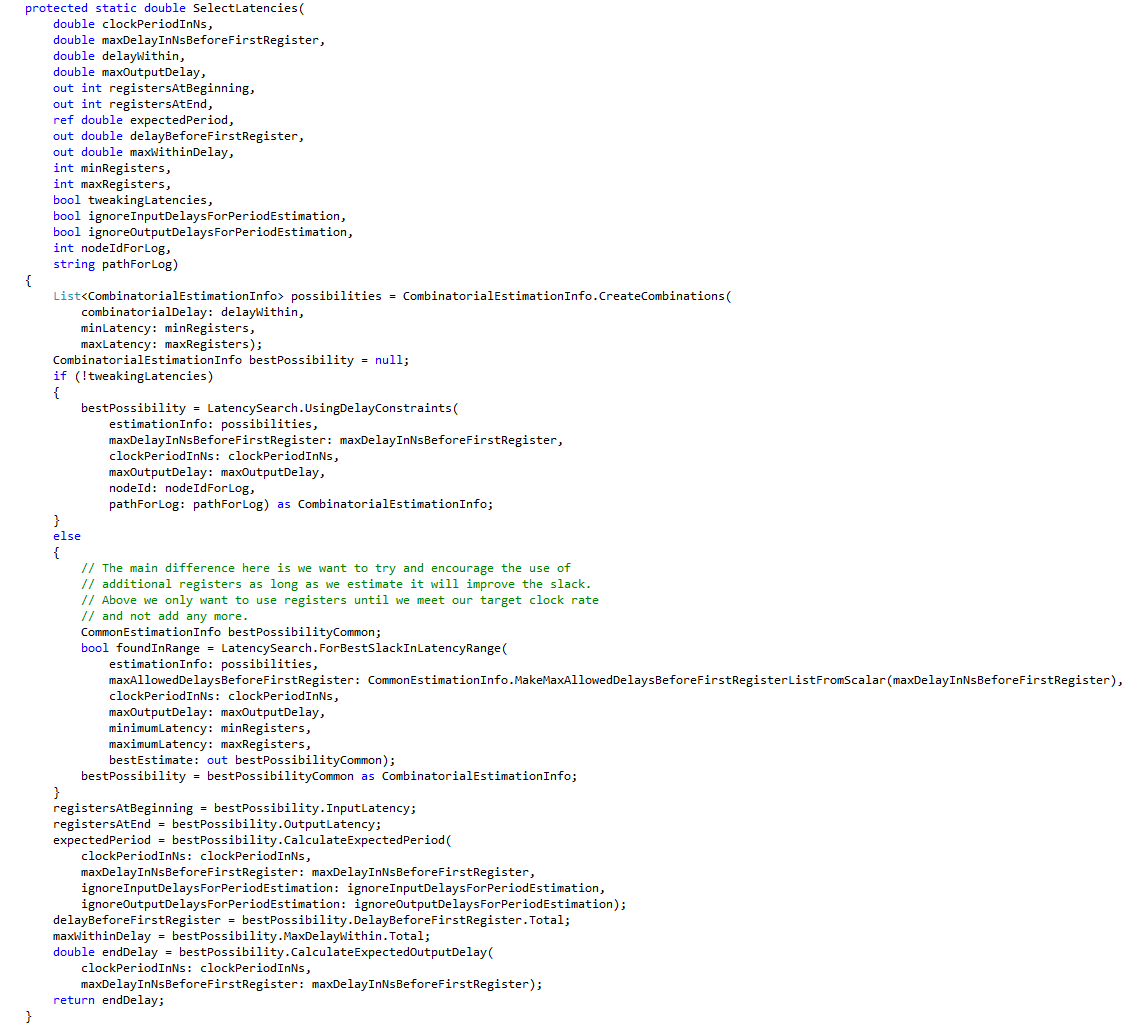 protected static double SelectLatencies(
    double clockPeriodInNs,
    double maxDelayInNsBeforeFirstRegister,
    double delayWithin,
    double maxOutputDelay,
    out int registersAtBeginning,
    out int registersAtEnd,
    ref double expectedPeriod,
    out double delayBeforeFirstRegister,
    out double maxWithinDelay,
    int minRegisters,
    int maxRegisters,
    bool tweakingLatencies,
    bool ignoreInputDelaysForPeriodEstimation,
    bool ignoreOutputDelaysForPeriodEstimation,
    int nodeIdForLog,
    string pathForLog)
{
    List<CombinatorialEstimationInfo> possibilities = CombinatorialEstimationInfo.CreateCombinations(
        combinatorialDelay: delayWithin,
        minLatency: minRegisters,
        maxLatency: maxRegisters);
    CombinatorialEstimationInfo bestPossibility = null;
    if (!tweakingLatencies)
    {
        bestPossibility = LatencySearch.UsingDelayConstraints(
            estimationInfo: possibilities,
            maxDelayInNsBeforeFirstRegister: maxDelayInNsBeforeFirstRegister,
            clockPeriodInNs: clockPeriodInNs,
            maxOutputDelay: maxOutputDelay,
            nodeId: nodeIdForLog,
            pathForLog: pathForLog) as CombinatorialEstimationInfo;
    }
    else
    {
        // The main difference here is we want to try and encourage the use of
        // additional registers as long as we estimate it will improve the slack.
        // Above we only want to use registers until we meet our target clock rate
        // and not add any more.
        CommonEstimationInfo bestPossibilityCommon;
        bool foundInRange = LatencySearch.ForBestSlackInLatencyRange(
            estimationInfo: possibilities,
            maxAllowedDelaysBeforeFirstRegister: CommonEstimationInfo.MakeMaxAllowedDelaysBeforeFirstRegisterListFromScalar(maxDelayInNsBeforeFirstRegister),
            clockPeriodInNs: clockPeriodInNs,
            maxOutputDelay: maxOutputDelay,
            minimumLatency: minRegisters,
            maximumLatency: maxRegisters,
            bestEstimate: out bestPossibilityCommon);
        bestPossibility = bestPossibilityCommon as CombinatorialEstimationInfo;
    }
    registersAtBeginning = bestPossibility.InputLatency;
    registersAtEnd = bestPossibility.OutputLatency;
    expectedPeriod = bestPossibility.CalculateExpectedPeriod(
        clockPeriodInNs: clockPeriodInNs,
        maxDelayInNsBeforeFirstRegister: maxDelayInNsBeforeFirstRegister,
        ignoreInputDelaysForPeriodEstimation: ignoreInputDelaysForPeriodEstimation,
        ignoreOutputDelaysForPeriodEstimation: ignoreOutputDelaysForPeriodEstimation);
    delayBeforeFirstRegister = bestPossibility.DelayBeforeFirstRegister.Total;
    maxWithinDelay = bestPossibility.MaxDelayWithin.Total;
    double endDelay = bestPossibility.CalculateExpectedOutputDelay(
        clockPeriodInNs: clockPeriodInNs,
        maxDelayInNsBeforeFirstRegister: maxDelayInNsBeforeFirstRegister);
    return endDelay;
}